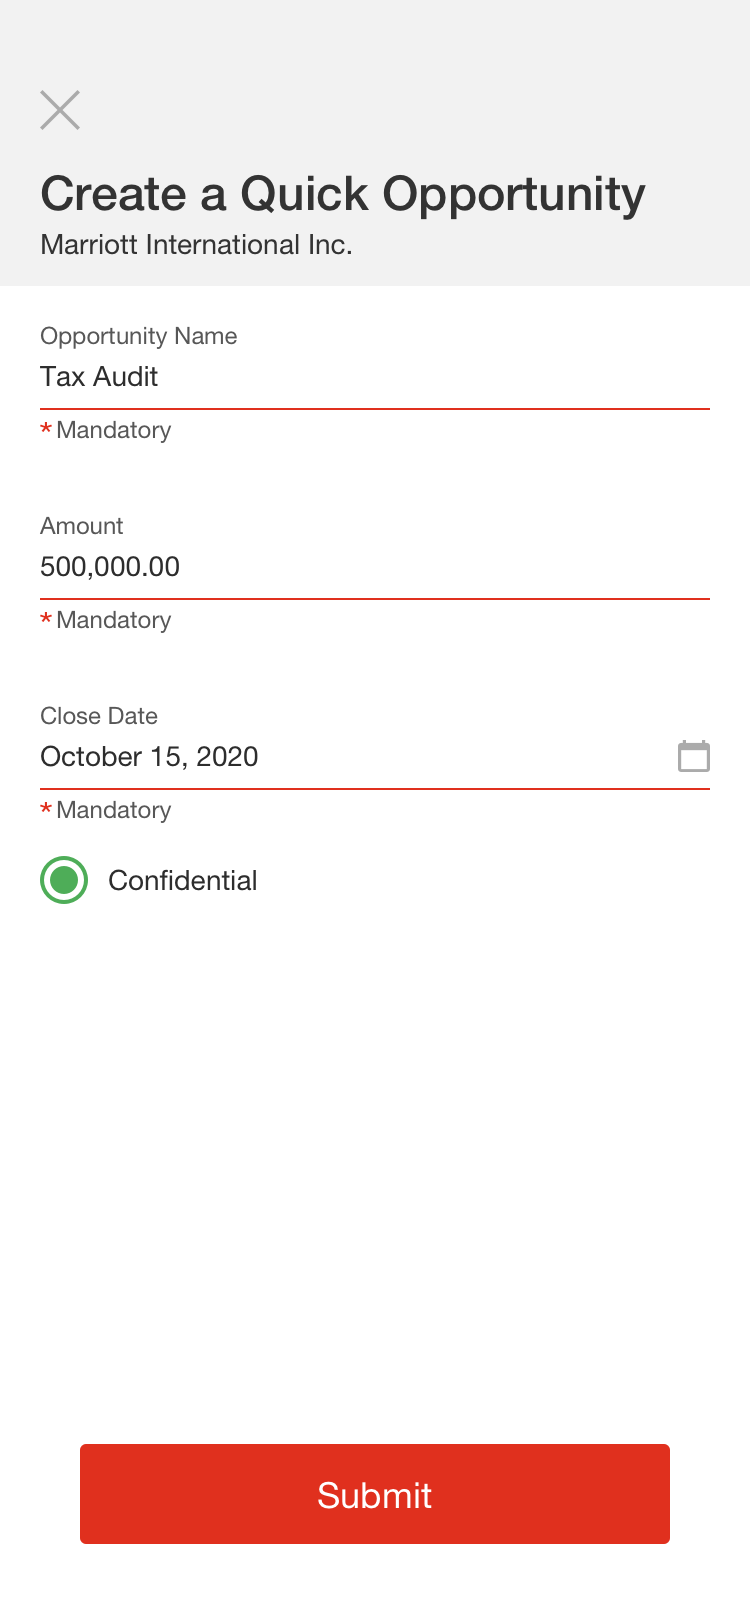 Create a Quick Opportunity
Marriott International Inc.
Opportunity Name
Tax Audit
* Mandatory
Amount
500,000.00
* Mandatory
Close Date
October 15, 2020
* Mandatory
Confidential
Submit